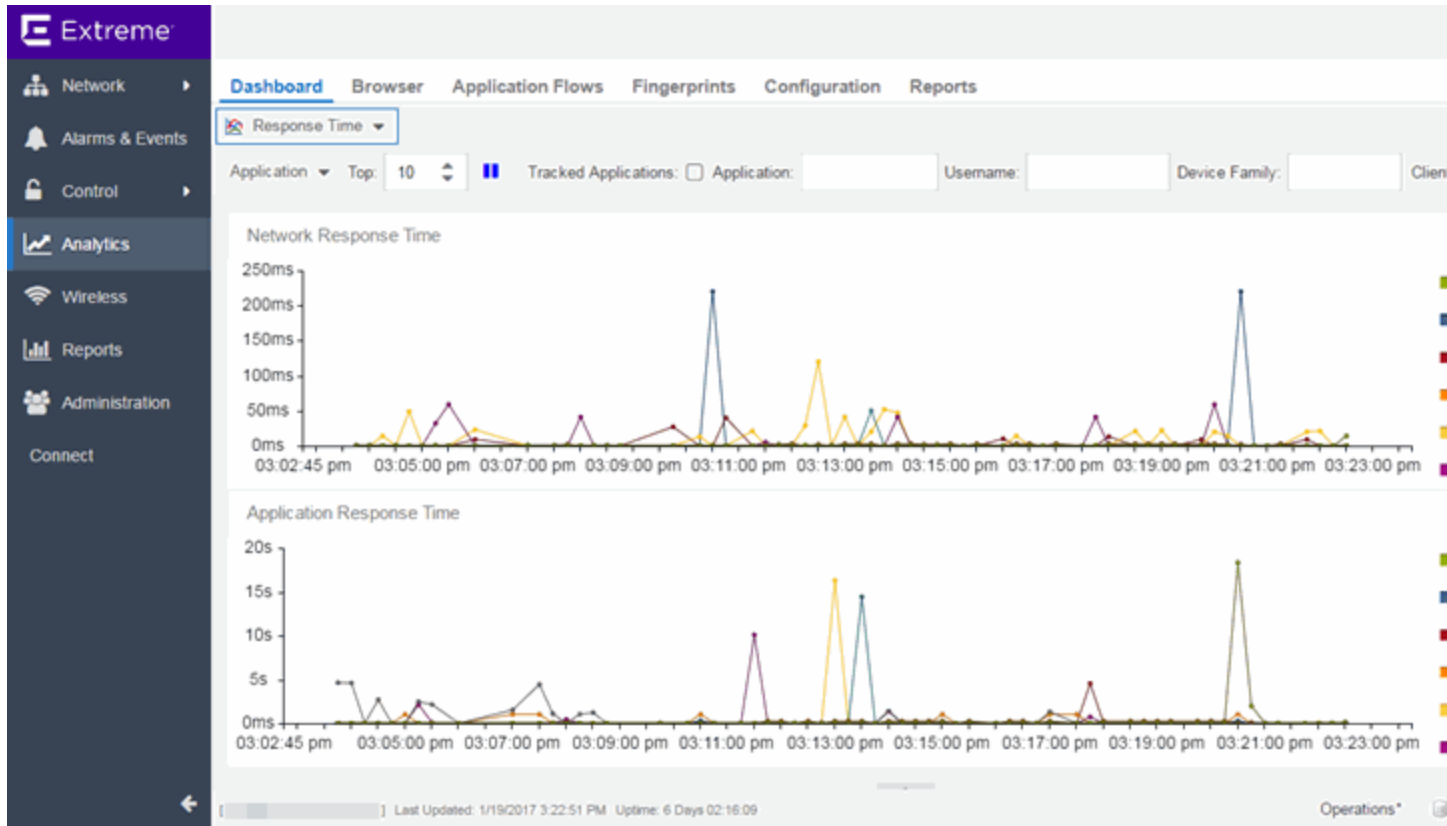 Extreme
Network
Alarms & Events
Control
Analytics
Wireless
Reports
Administration
Connect
Dashboard Browser Application Flows Fingerprints Configuration Reports
Response Time
Application Top: 10 Tracked Applications: Application: Username: Device Family: Clien
Network Response Time
250ms
200ms
150ms
100ms
50ms
0ms
03:02:45 pm 03:05:00 pm 03:07:00 pm 03:09:00 pm 03:11:00 pm 03:13:00 pm 03:15:00 pm 03:17:00 pm 03:19:00 pm 03:21:00 pm 03:23:00 pm
Application Response Time
20s
15s
10s
5s
0ms
03:02:45 pm 03:05:00 pm 03:07:00 pm 03:09:00 pm 03:11:00 pm 03:13:00 pm 03:15:00 pm 03:17:00 pm 03:19:00 pm 03:21:00 pm 03:23:00 pm
[ ] Last Updated: 1/19/2017 3:22:51 PM Uptime: 6 Days 02:16:09 Operations*